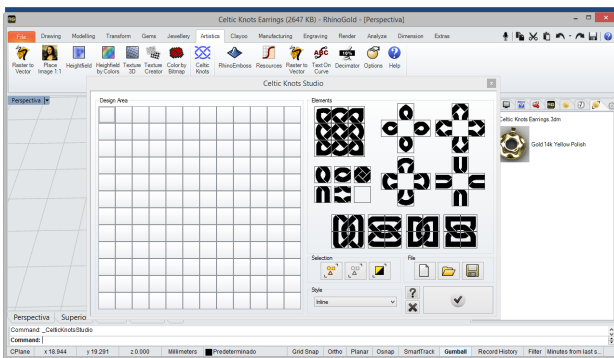 Celtic Knots Earrings (2647 KB) - RhinoGold - [Perspectiva]
File Drawing Modelling Transform Gems Jewellery Artistics Clayoo Manufacturing Engraving Render Analyze Dimension Extras
Raster to Vector Place Image 1:1 Heightfield Heightfield by Colors Texture 3D Texture Creator Color by Bitmap Celtic Knots RhinoEmboss Resources Raster to Vector Text On Curve Decimator Options Help
Celtic Knots Studio
Perspectiva
Design Area
Elements
Celtic Knots Earrings 3dm
Gold 14k Yellow Polish
Selection
File
Style
Inline
Perspectiva Superio
Command: _CelticKnotsStudio
Command:
CPlane x 18.944 y 19.291 z 0.000 Millimeters Predeterminado Grid Snap Ortho Planar Osnap SmartTrack Gumball Record History Filter Minutes from last s...